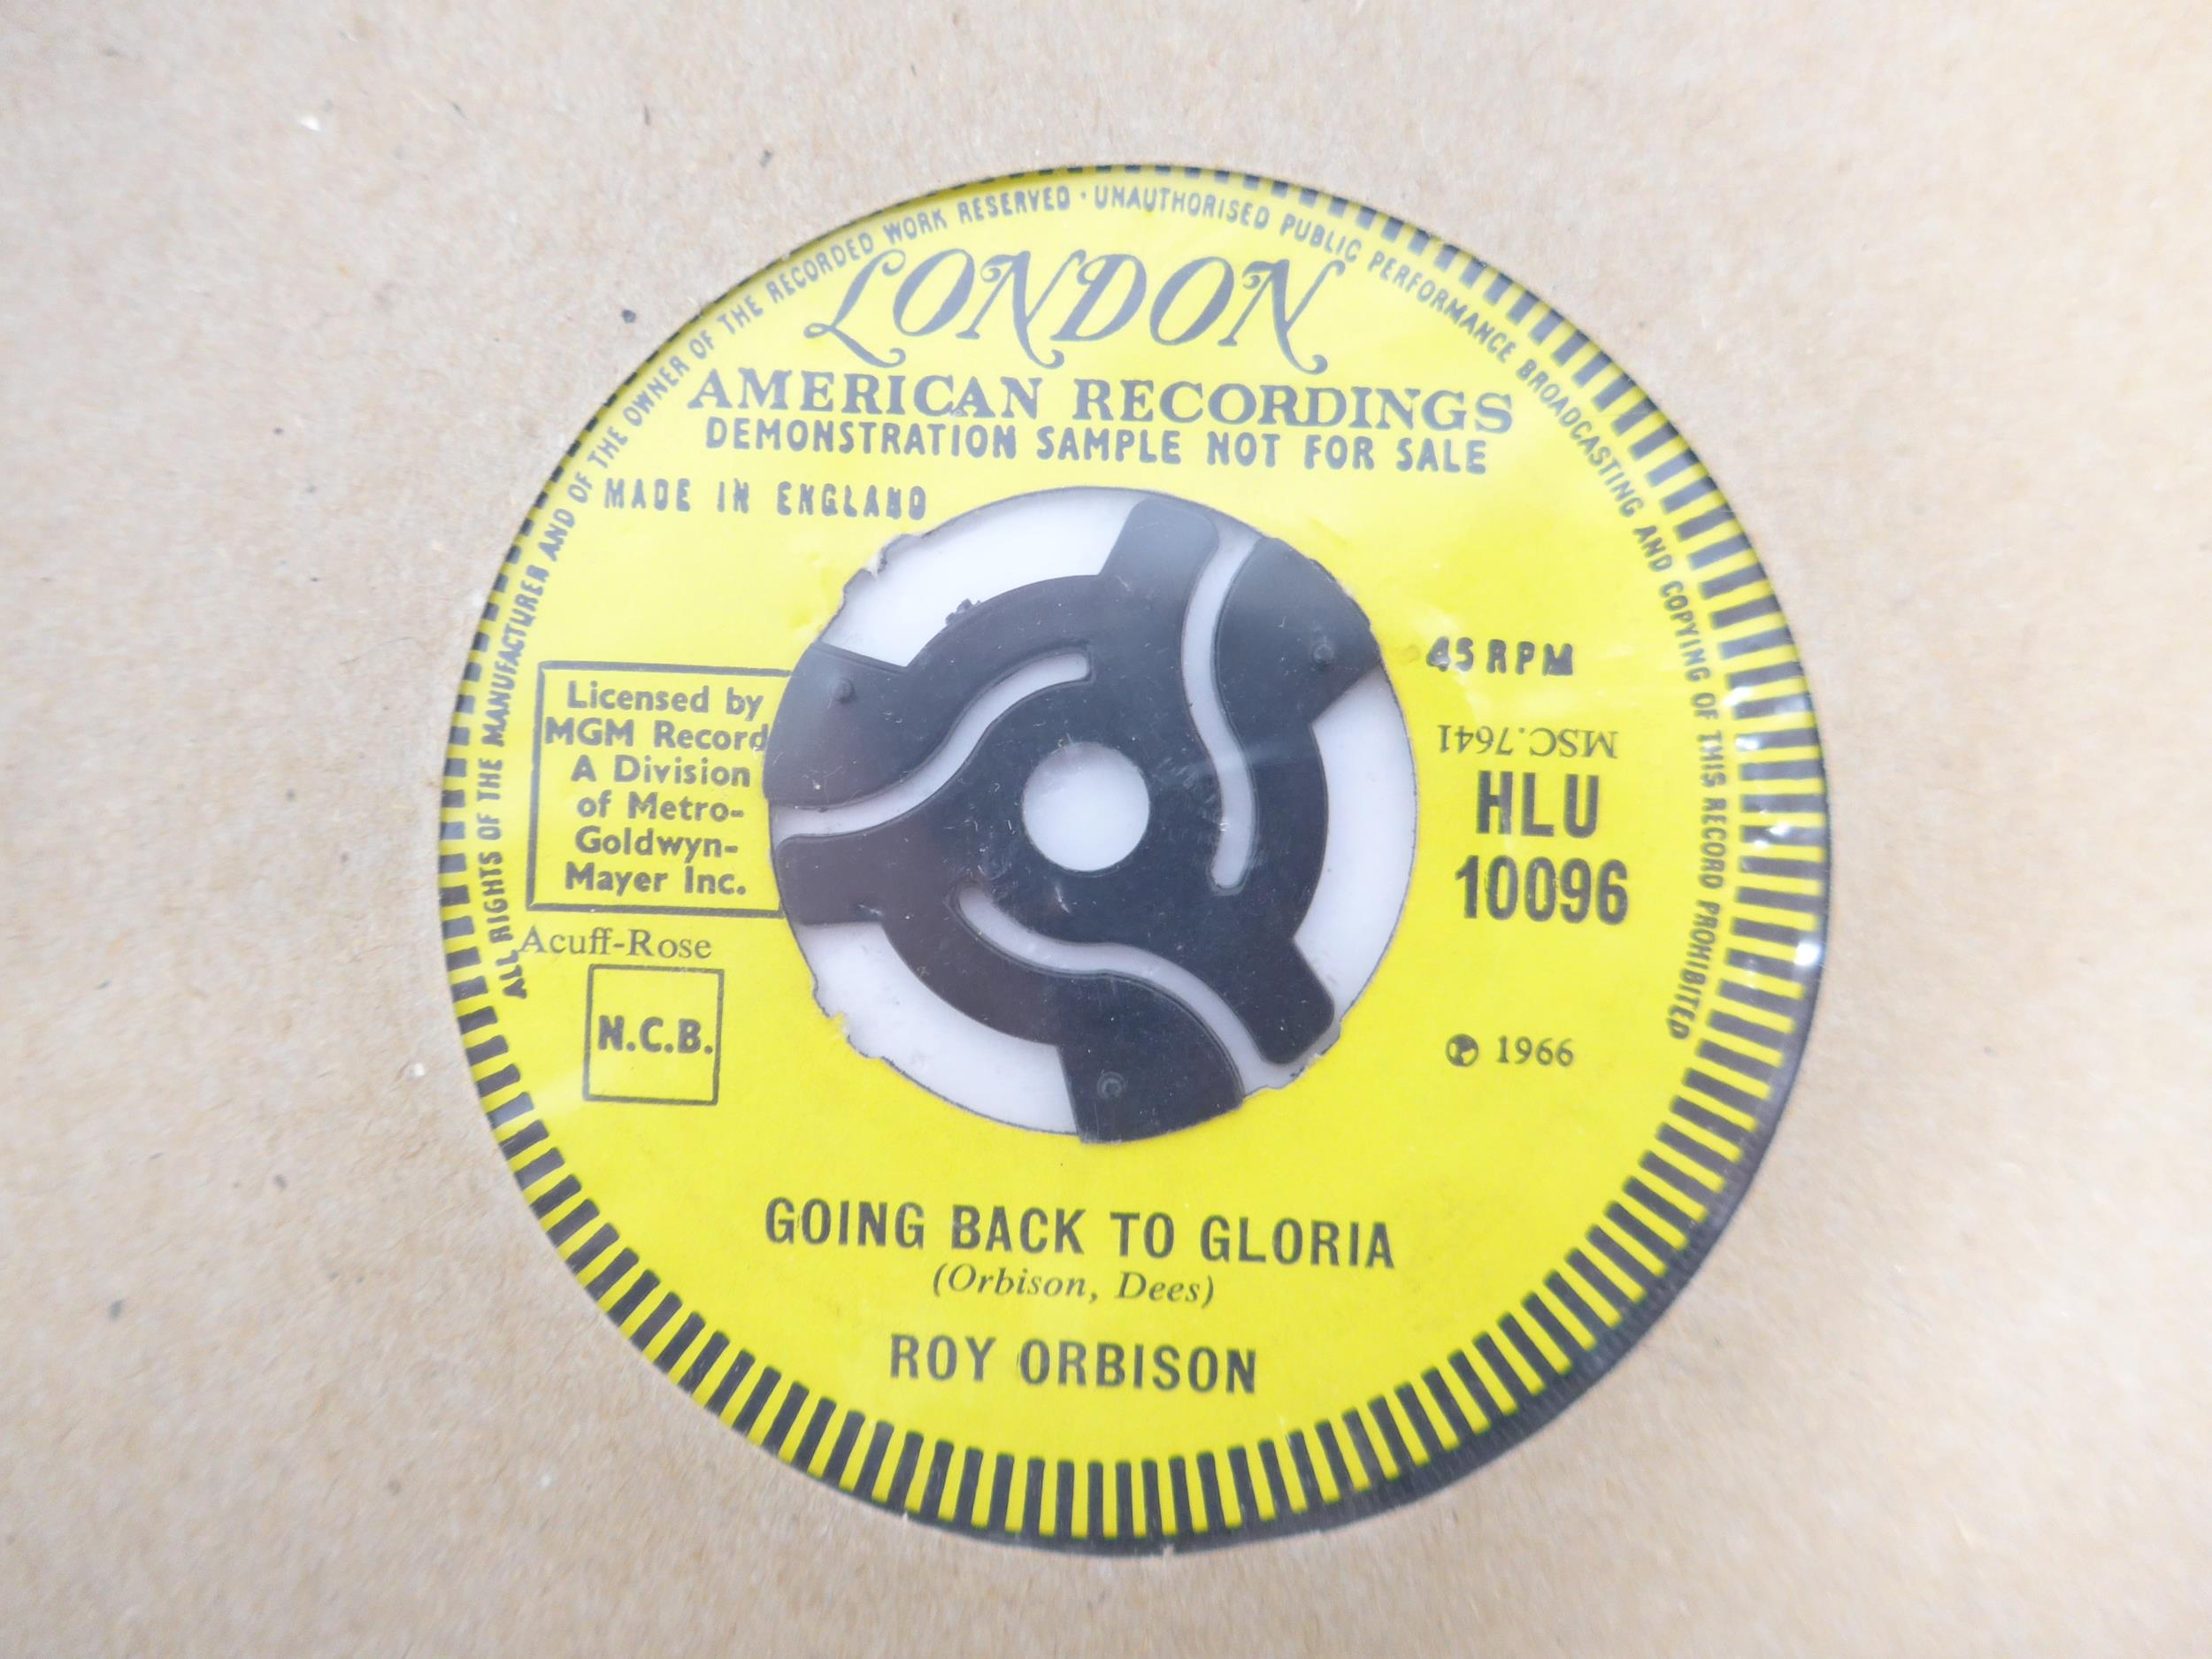 ALL RIGHTS OF THE MANUFACTURER AND OF THE OWNER OF THE RECORDED WORK RESERVED · UNAUTHORISED PUBLIC PERFORMANCE BROADCASTING AND COPYING OF THIS RECORD PROHIBITED
LONDON
AMERICAN RECORDINGS
DEMONSTRATION SAMPLE NOT FOR SALE
MADE IN ENGLAND
45 RPM
Licensed by
MGM Record
A Division
of Metro-
Goldwyn-
Mayer Inc.
MSC.7641
HLU
10096
Acuff-Rose
N.C.B.
℗ 1966
GOING BACK TO GLORIA
(Orbison, Dees)
ROY ORBISON